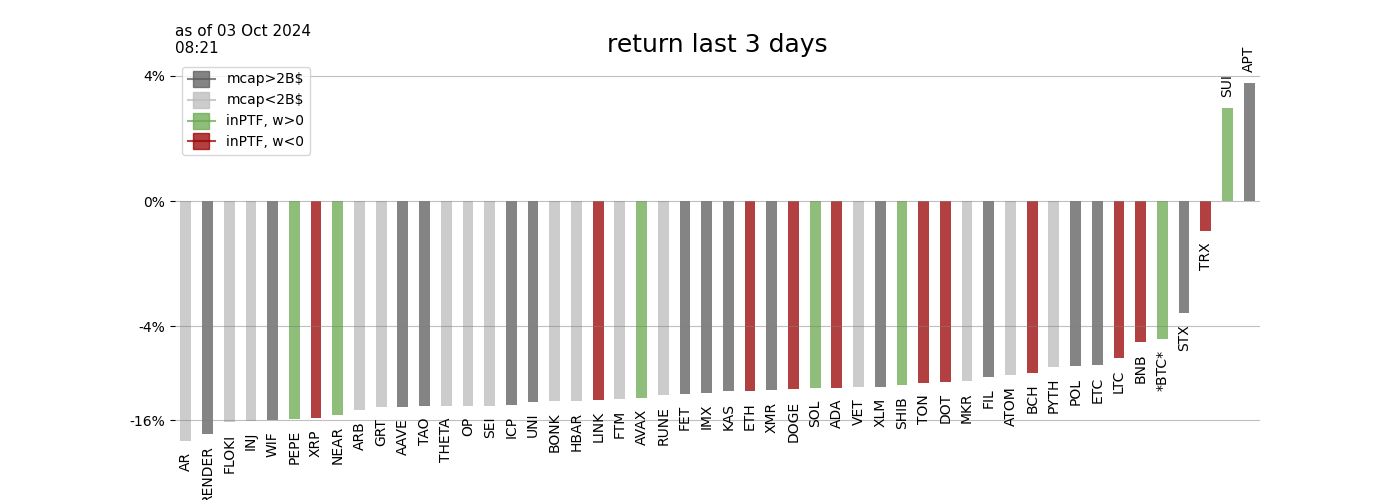 as of 03 Oct 2024
08:21
return last 3 days
mcap>2B$
mcap<2B$
inPTF, w>0
inPTF, w<0
4%
0%
-4%
-16%
AR
RENDER
FLOKI
INJ
WIF
PEPE
XRP
NEAR
ARB
GRT
AAVE
TAO
THETA
OP
SEI
ICP
UNI
BONK
HBAR
LINK
FTM
AVAX
RUNE
FET
IMX
KAS
ETH
XMR
DOGE
SOL
ADA
VET
XLM
SHIB
TON
DOT
MKR
FIL
ATOM
BCH
PYTH
POL
ETC
LTC
BNB
*BTC*
STX
TRX
SUI
APT